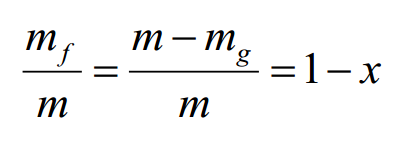 m_f / m = (m − m_g) / m = 1 − x